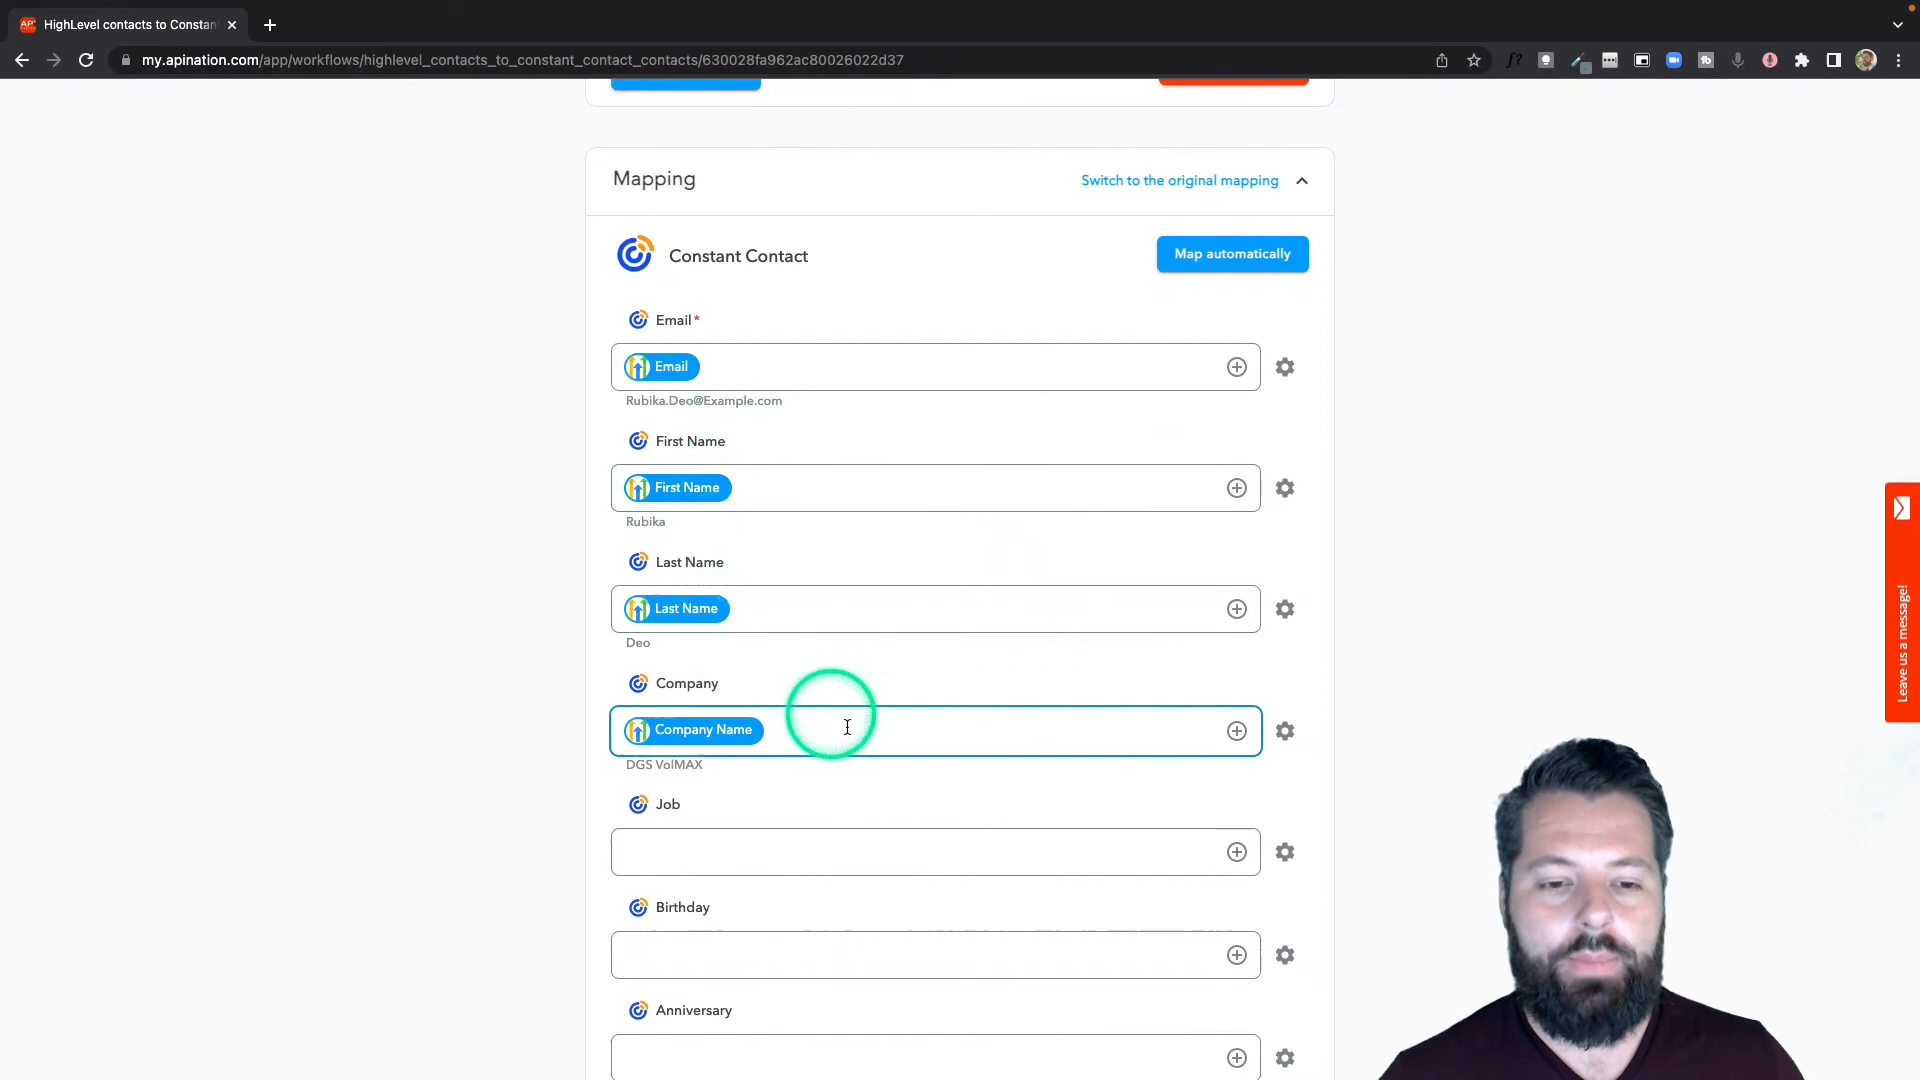 HighLevel contacts to Constan
my.apination.com/app/workflows/highlevel_contacts_to_constant_contact_contacts/630028fa962ac80026022d37
Mapping
Switch to the original mapping
Constant Contact
Map automatically
Email*
Email
Rubika.Deo@Example.com
First Name
First Name
Rubika
Last Name
Last Name
Deo
Company
Company Name
DGS VolMAX
Job
Birthday
Anniversary
Leave us a message!